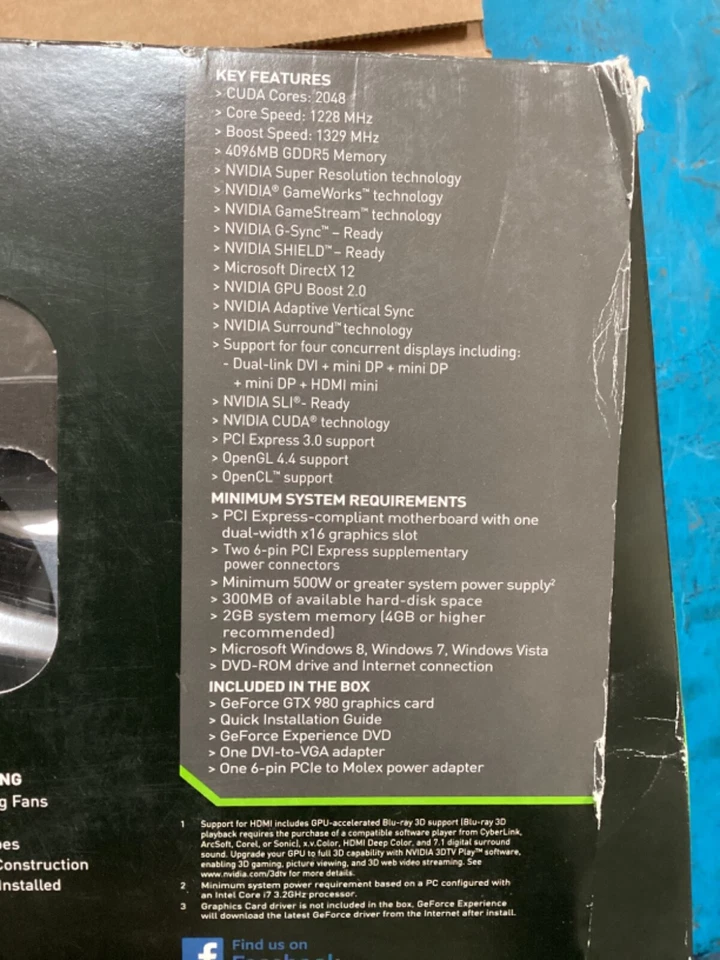 KEY FEATURES
> CUDA Cores: 2048
> Core Speed: 1228 MHz
> Boost Speed: 1329 MHz
> 4096MB GDDR5 Memory
> NVIDIA Super Resolution technology
> NVIDIA® GameWorks™ technology
> NVIDIA GameStream™ technology
> NVIDIA G-Sync™ – Ready
> NVIDIA SHIELD™ – Ready
> Microsoft DirectX 12
> NVIDIA GPU Boost 2.0
> NVIDIA Adaptive Vertical Sync
> NVIDIA Surround™ technology
> Support for four concurrent displays including:
- Dual-link DVI + mini DP + mini DP
+ mini DP + HDMI mini
> NVIDIA SLI®- Ready
> NVIDIA CUDA® technology
> PCI Express 3.0 support
> OpenGL 4.4 support
> OpenCL™ support
MINIMUM SYSTEM REQUIREMENTS
> PCI Express-compliant motherboard with one
dual-width x16 graphics slot
> Two 6-pin PCI Express supplementary
power connectors
> Minimum 500W or greater system power supply²
> 300MB of available hard-disk space
> 2GB system memory (4GB or higher
recommended)
> Microsoft Windows 8, Windows 7, Windows Vista
> DVD-ROM drive and Internet connection
INCLUDED IN THE BOX
> GeForce GTX 980 graphics card
> Quick Installation Guide
> GeForce Experience DVD
> One DVI-to-VGA adapter
> One 6-pin PCIe to Molex power adapter
NG
g Fans
es
Construction
Installed
1 Support for HDMI includes GPU-accelerated Blu-ray 3D support (Blu-ray 3D
playback requires the purchase of a compatible software player from CyberLink,
ArcSoft, Corel, or Sonic), x.v.Color, HDMI Deep Color, and 7.1 digital surround
sound. Upgrade your GPU to full 3D capability with NVIDIA 3DTV Play™ software,
enabling 3D gaming, picture viewing, and 3D web video streaming. See
www.nvidia.com/3dtv for more details.
2 Minimum system power requirement based on a PC configured with
an Intel Core i7 3.2GHz processor.
3 Graphics Card driver is not included in the box, GeForce Experience
will download the latest GeForce driver from the Internet after install.
f Find us on
Facebook